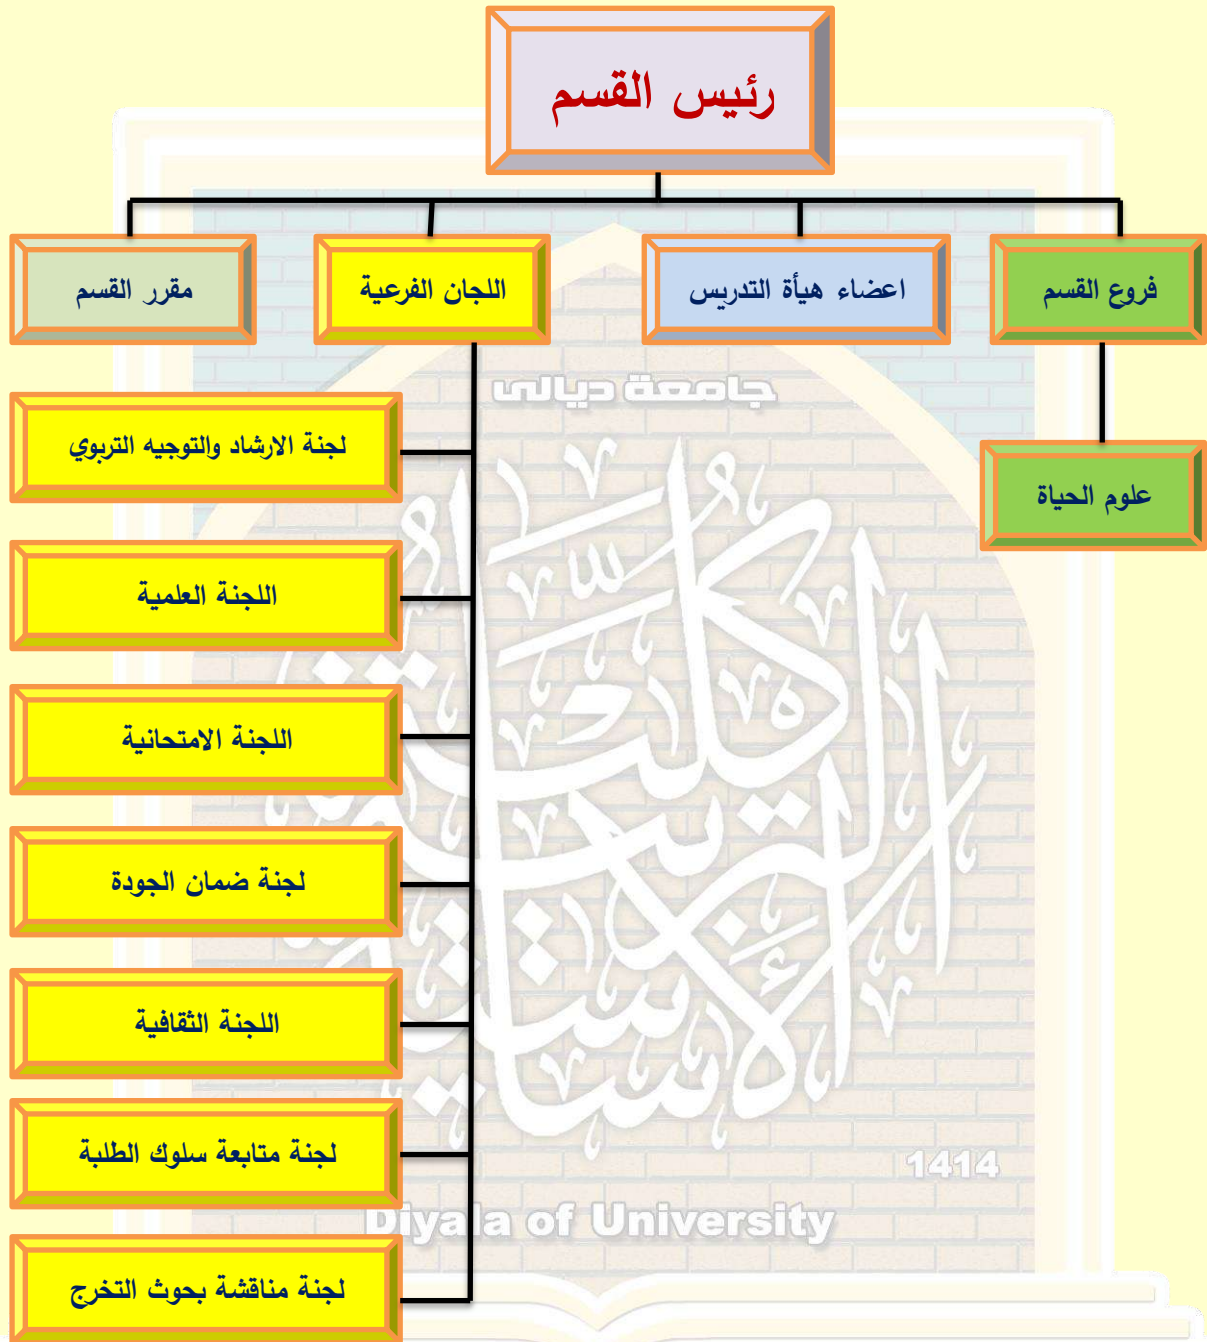 رئيس القسم
فروع القسم
اعضاء هيأة التدريس
اللجان الفرعية
مقرر القسم
علوم الحياة
لجنة الارشاد والتوجيه التربوي
اللجنة العلمية
اللجنة الامتحانية
لجنة ضمان الجودة
اللجنة الثقافية
لجنة متابعة سلوك الطلبة
لجنة مناقشة بحوث التخرج
جامعة ديالى
كلية التربية الأساسية
1414
Diyala of University